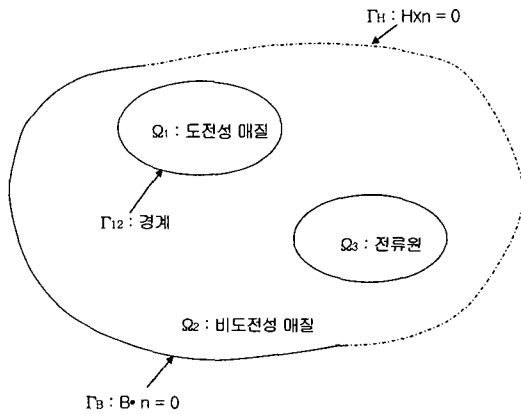 ΓH : H×n = 0
Ω1 : 도전성 매질
Γ12 : 경계
Ω3 : 전류원
Ω2 : 비도전성 매질
ΓB : B• n = 0